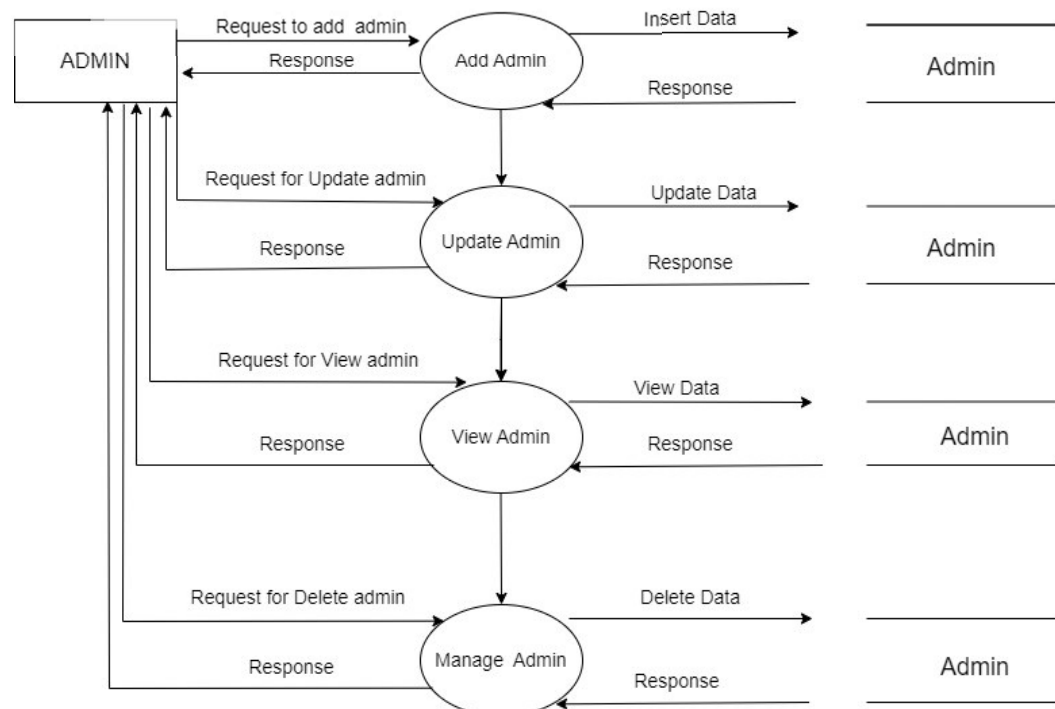 Request to add admin
Insert Data
ADMIN
Response
Add Admin
Admin
Response
Request for Update admin
Update Data
Response
Update Admin
Response
Admin
Request for View admin
View Data
Response
View Admin
Response
Admin
Request for Delete admin
Delete Data
Response
Manage Admin
Response
Admin